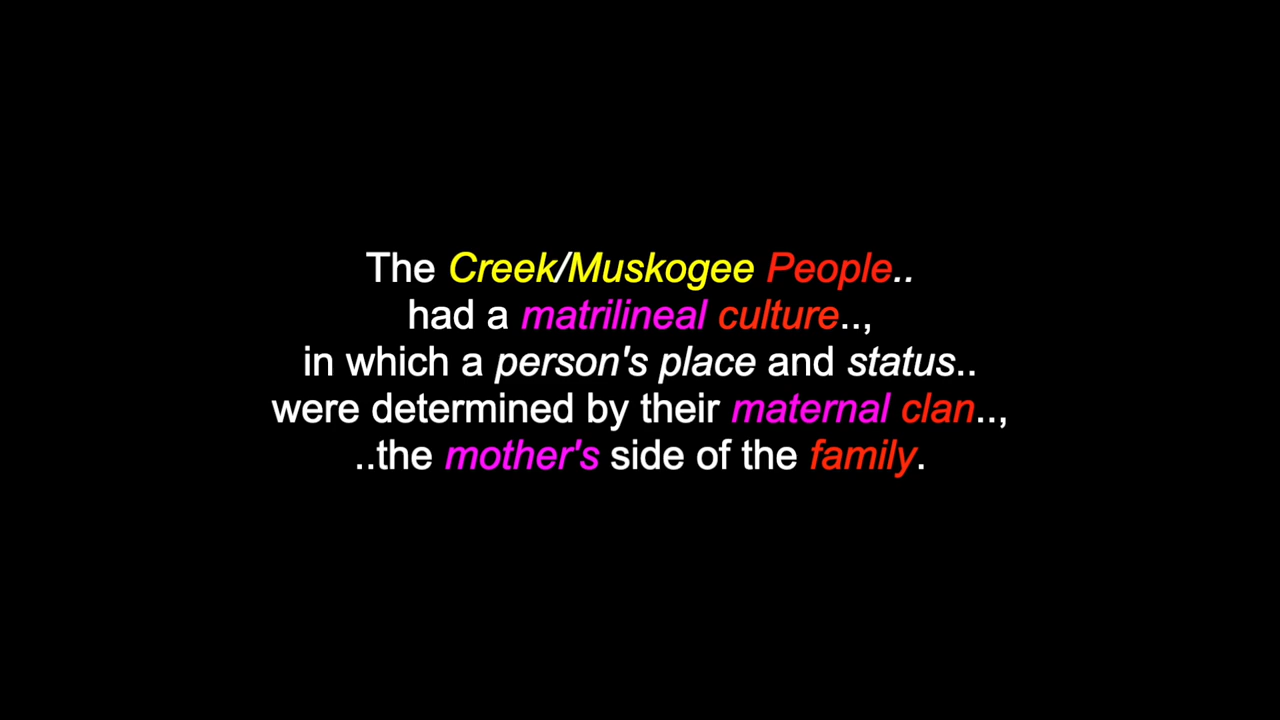 The Creek/Muskogee People..
had a matrilineal culture..,
in which a person's place and status..
were determined by their maternal clan..,
..the mother's side of the family.